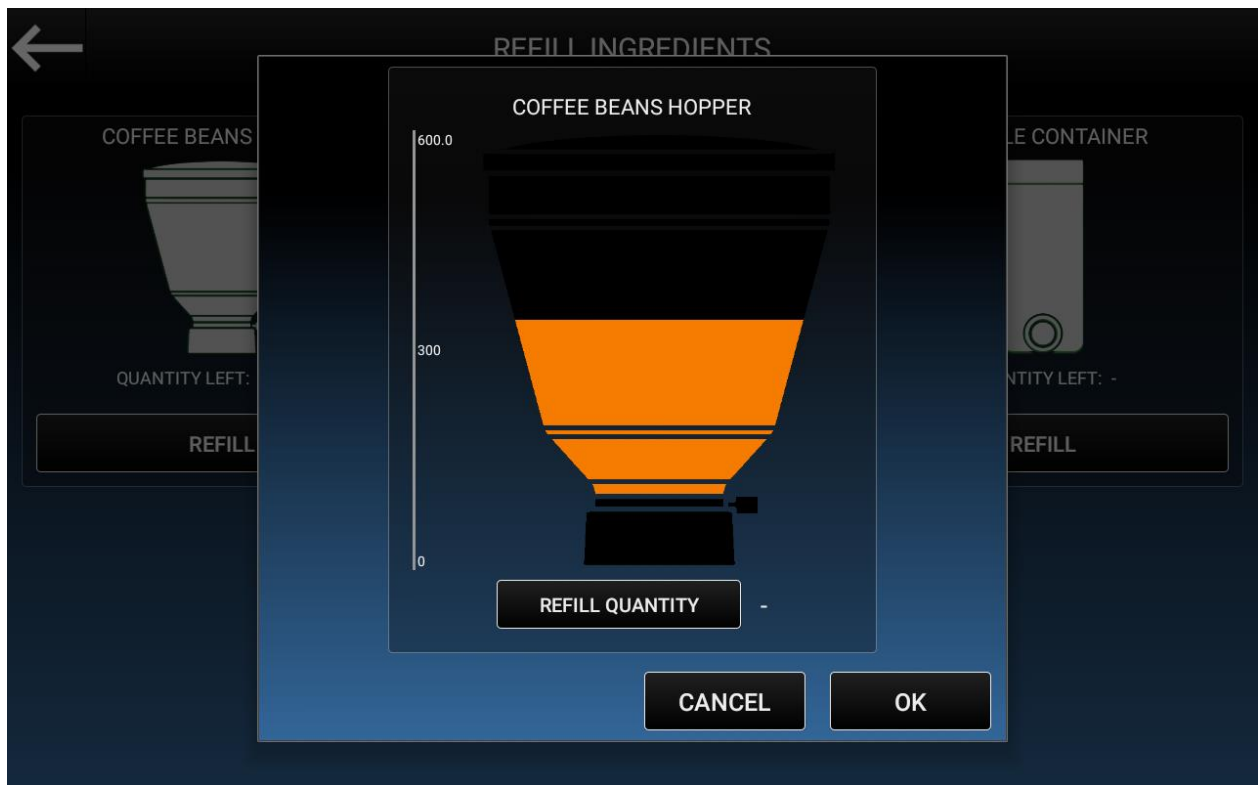 REFILL INGREDIENTS
COFFEE BEANS HOPPER
600.0
300
0
REFILL QUANTITY -
CANCEL
OK
COFFEE BEANS
QUANTITY LEFT:
REFILL
LE CONTAINER
NTITY LEFT: -
REFILL